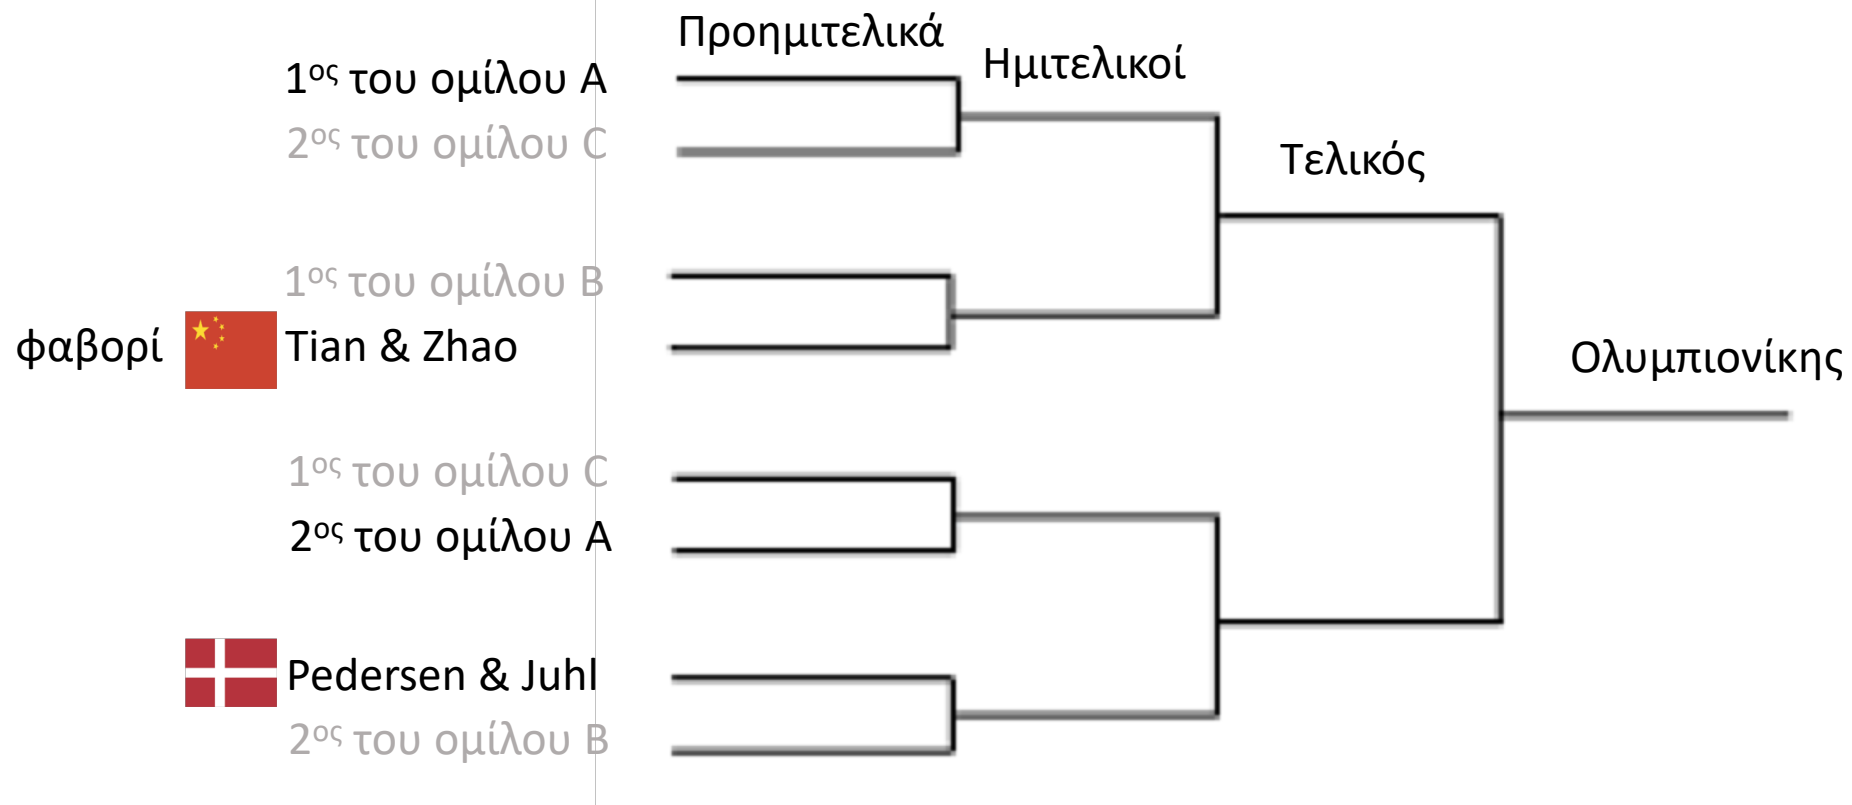 Προημιτελικά
Ημιτελικοί
1ος του ομίλου A
2ος του ομίλου C
Τελικός
1ος του ομίλου B
φαβορί Tian & Zhao
Ολυμπιονίκης
1ος του ομίλου C
2ος του ομίλου A
Pedersen & Juhl
2ος του ομίλου B